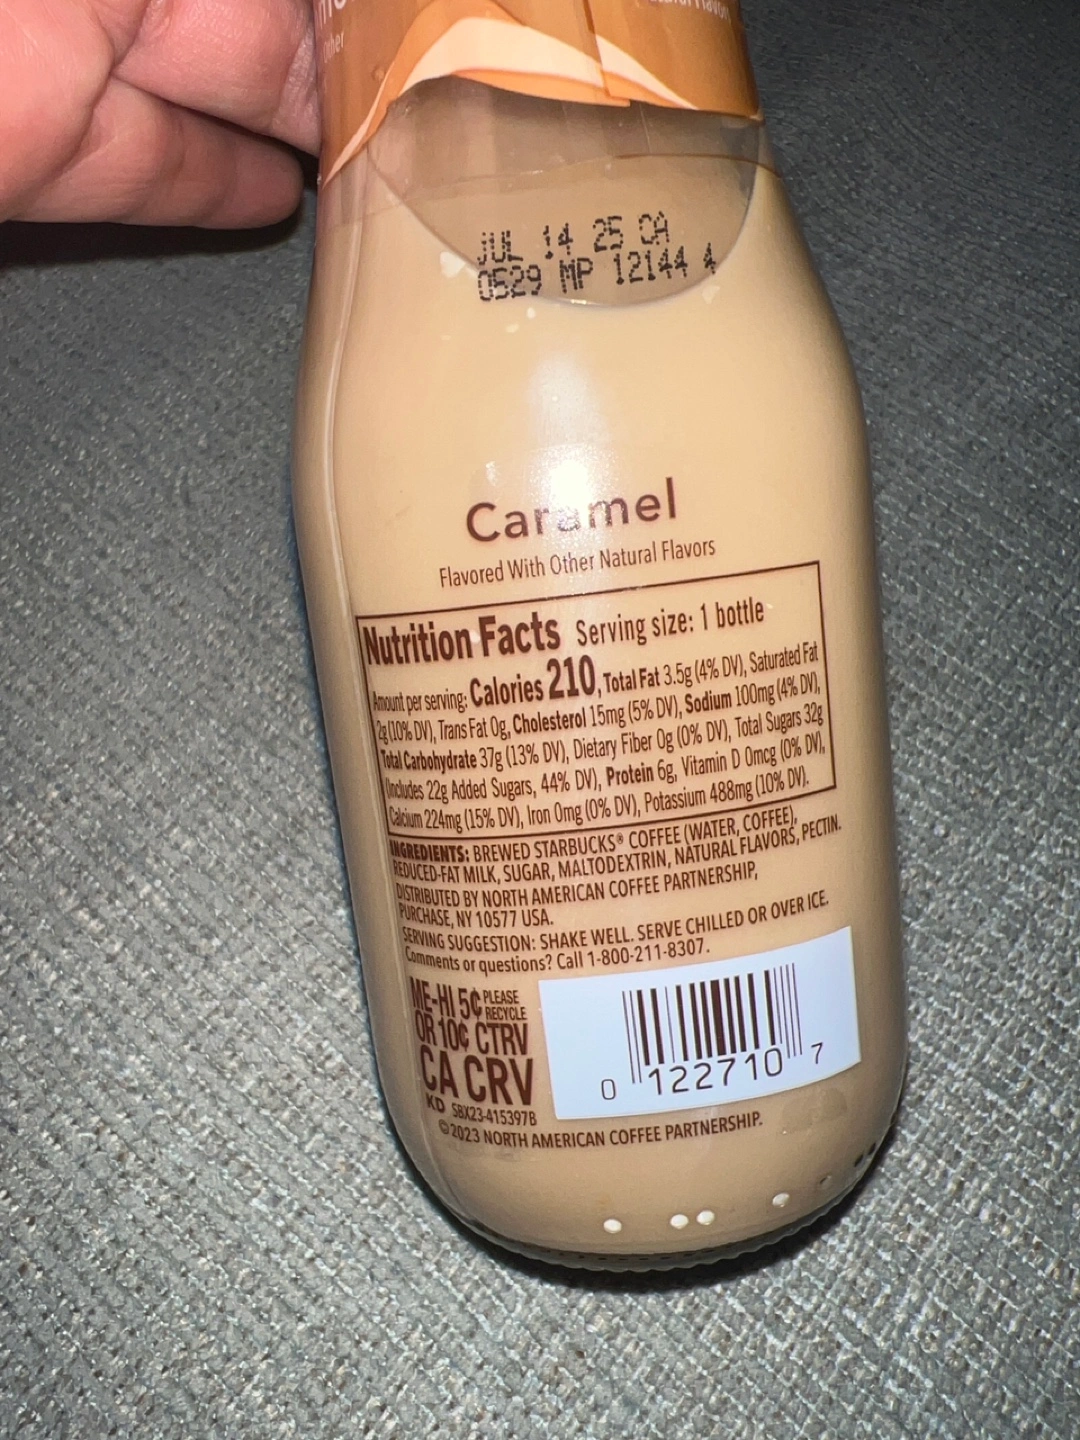 Other
Natural Flavors
JUL 14 25 CA
0529 MP 12144 4
Caramel
Flavored With Other Natural Flavors
Nutrition Facts Serving size: 1 bottle
Amount per serving: Calories 210, Total Fat 3.5g (4% DV), Saturated Fat
2g (10% DV), Trans Fat 0g, Cholesterol 15mg (5% DV), Sodium 100mg (4% DV),
Total Carbohydrate 37g (13% DV), Dietary Fiber 0g (0% DV), Total Sugars 32g
(Includes 22g Added Sugars, 44% DV), Protein 6g, Vitamin D 0mcg (0% DV),
Calcium 224mg (15% DV), Iron 0mg (0% DV), Potassium 488mg (10% DV).
INGREDIENTS: BREWED STARBUCKS® COFFEE (WATER, COFFEE),
REDUCED-FAT MILK, SUGAR, MALTODEXTRIN, NATURAL FLAVORS, PECTIN.
DISTRIBUTED BY NORTH AMERICAN COFFEE PARTNERSHIP,
PURCHASE, NY 10577 USA.
SERVING SUGGESTION: SHAKE WELL. SERVE CHILLED OR OVER ICE.
Comments or questions? Call 1-800-211-8307.
ME-HI 5¢ PLEASE RECYCLE
OR 10¢ CTRV
CA CRV
KD SBX23-415397B
0 122710 7
©2023 NORTH AMERICAN COFFEE PARTNERSHIP.